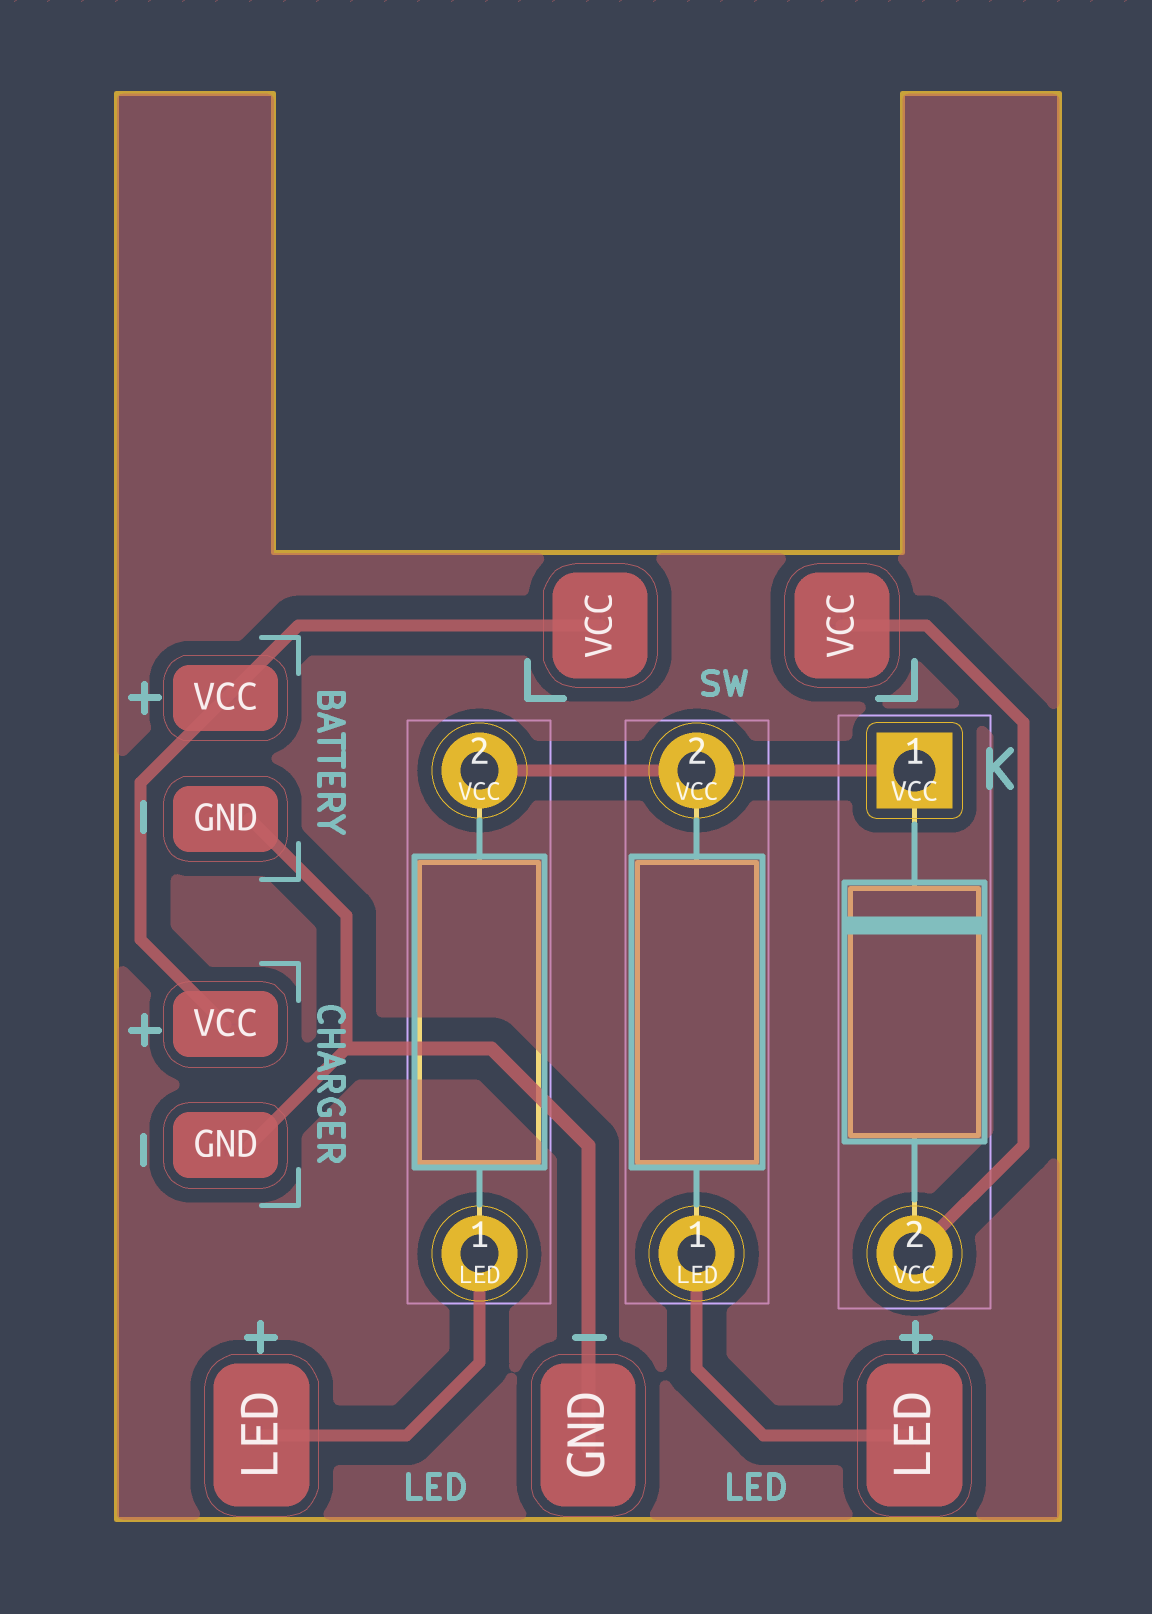 VCC
VCC
SW
+
VCC
BATTERY
-
GND
2
VCC
2
VCC
1
VCC
K
+
VCC
CHARGER
-
GND
1
LED
1
LED
2
VCC
+
-
+
LED
GND
LED
LED
LED